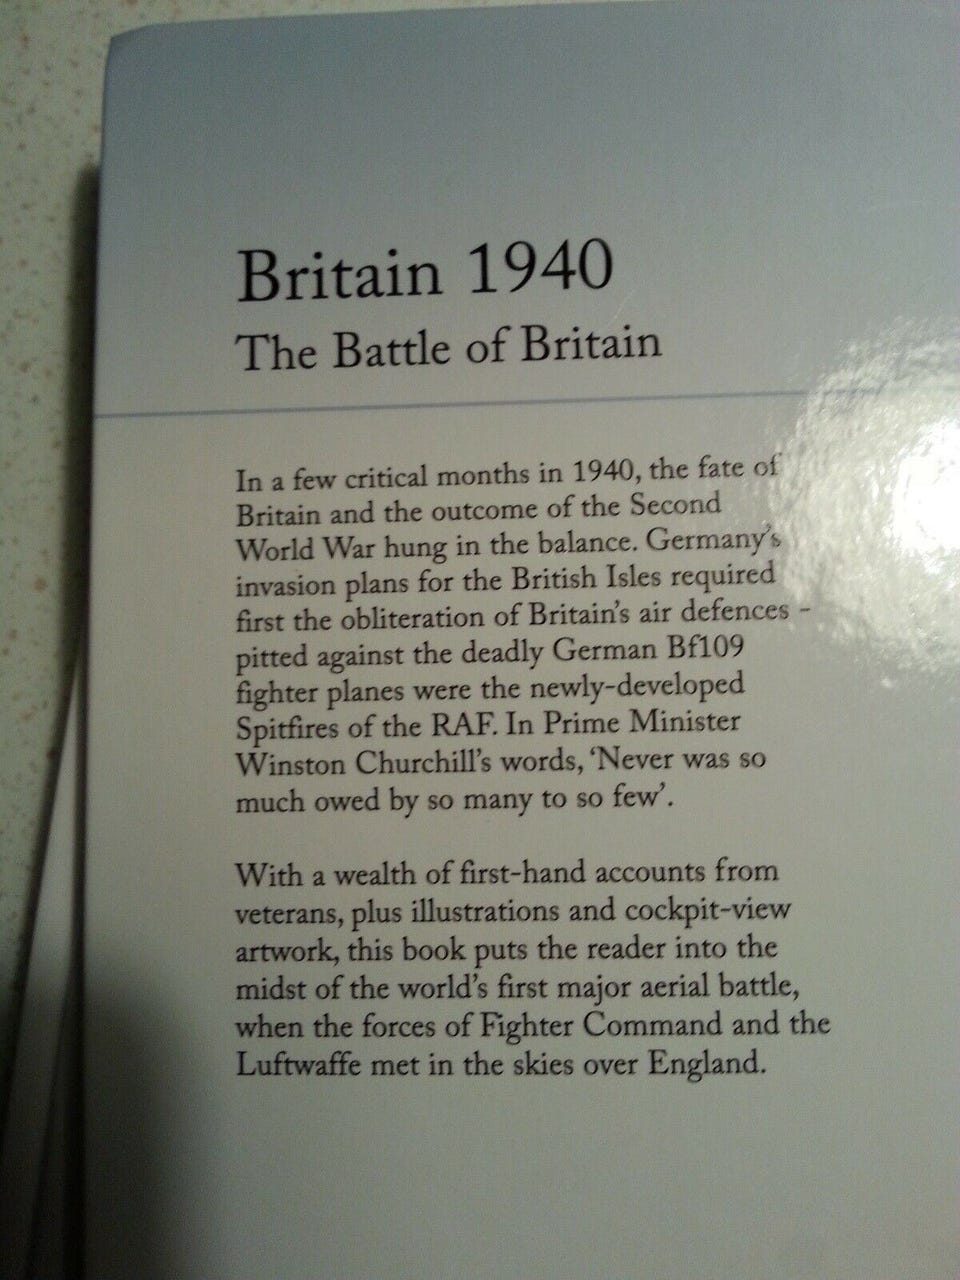 Britain 1940
The Battle of Britain
In a few critical months in 1940, the fate of
Britain and the outcome of the Second
World War hung in the balance. Germany's
invasion plans for the British Isles required
first the obliteration of Britain's air defences -
pitted against the deadly German Bf109
fighter planes were the newly-developed
Spitfires of the RAF. In Prime Minister
Winston Churchill's words, ‘Never was so
much owed by so many to so few’.
With a wealth of first-hand accounts from
veterans, plus illustrations and cockpit-view
artwork, this book puts the reader into the
midst of the world's first major aerial battle,
when the forces of Fighter Command and the
Luftwaffe met in the skies over England.